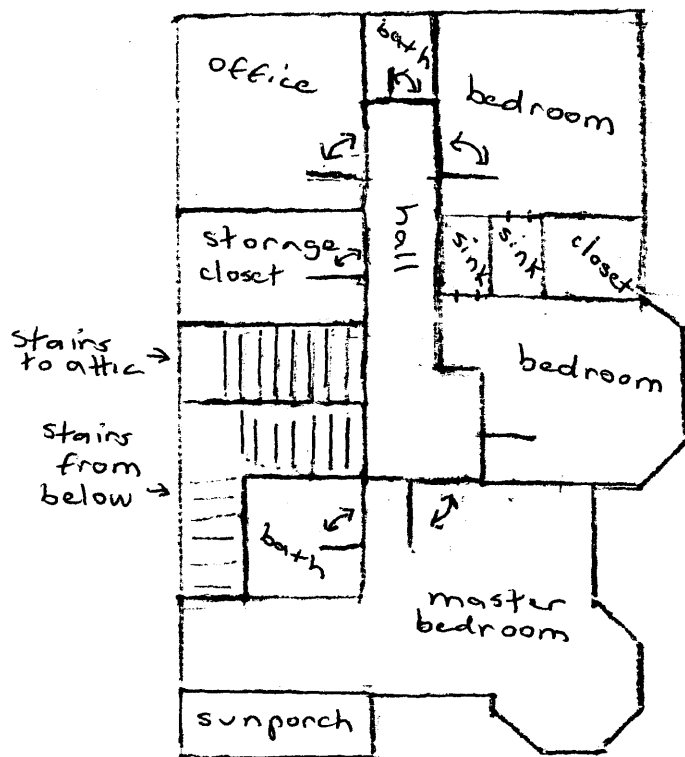 office
bath
bedroom
hall
storage
closet
sink
sink
closet
stairs
to attic
bedroom
stairs
from
below
bath
master
bedroom
sunporch